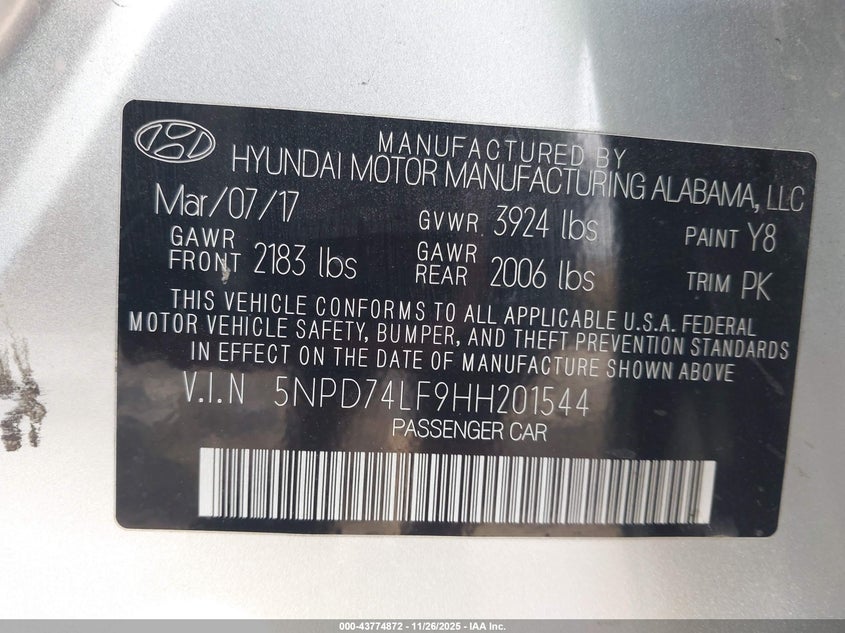 MANUFACTURED BY
HYUNDAI MOTOR MANUFACTURING ALABAMA, LLC
Mar/07/17 GVWR 3924 lbs PAINT Y8
GAWR FRONT 2183 lbs GAWR REAR 2006 lbs TRIM PK
THIS VEHICLE CONFORMS TO ALL APPLICABLE U.S.A. FEDERAL
MOTOR VEHICLE SAFETY, BUMPER, AND THEFT PREVENTION STANDARDS
IN EFFECT ON THE DATE OF MANUFACTURE SHOWN ABOVE
V.I.N 5NPD74LF9HH201544
PASSENGER CAR
000-43774872 - 11/26/2025 - IAA Inc.